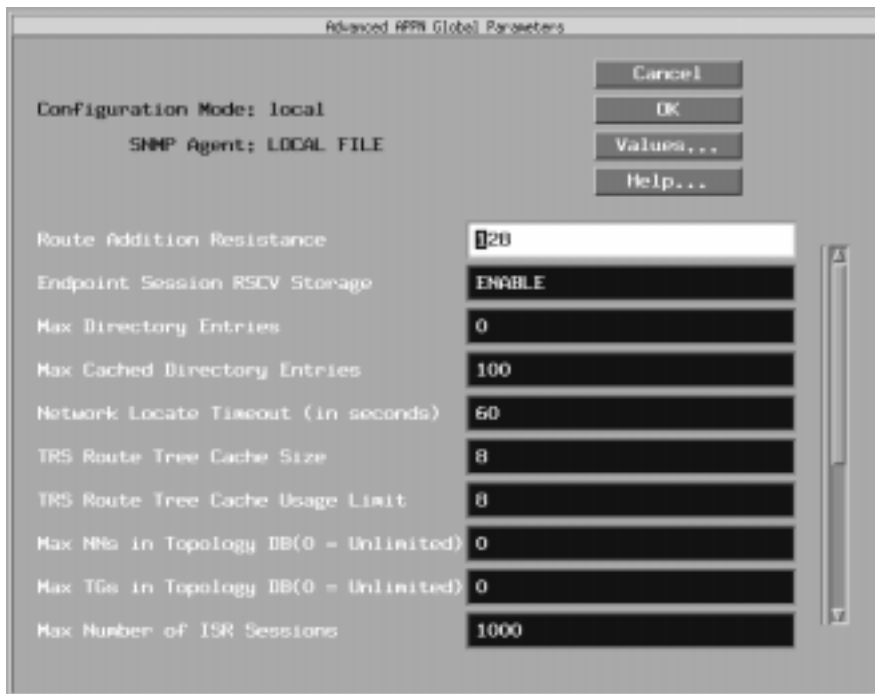 Advanced APPN Global Parameters
Cancel
Configuration Mode: local
OK
SNMP Agent: LOCAL FILE
Values...
Help...
Route Addition Resistance 128
Endpoint Session RSCV Storage ENABLE
Max Directory Entries 0
Max Cached Directory Entries 100
Network Locate Timeout (in seconds) 60
TRS Route Tree Cache Size 8
TRS Route Tree Cache Usage Limit 8
Max NNs in Topology DB(0 = Unlimited) 0
Max TGs in Topology DB(0 = Unlimited) 0
Max Number of ISR Sessions 1000